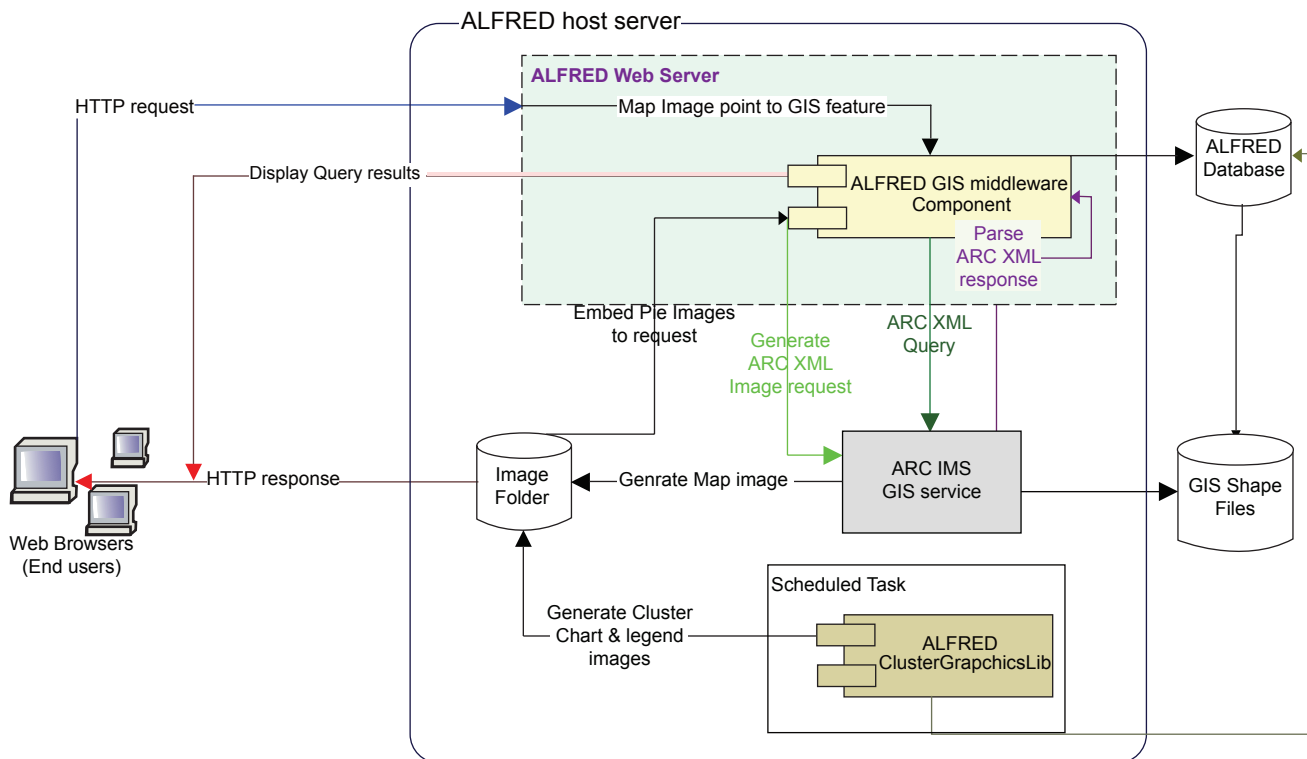 ALFRED host server
ALFRED Web Server
HTTP request
Map Image point to GIS feature
ALFRED
Database
Display Query results
ALFRED GIS middleware
Component
Parse
ARC XML
response
Embed Pie Images
to request
Generate
ARC XML
Image request
ARC XML
Query
HTTP response
Image
Folder
Genrate Map image
ARC IMS
GIS service
GIS Shape
Files
Web Browsers
(End users)
Scheduled Task
Generate Cluster
Chart & legend
images
ALFRED
ClusterGrapchicsLib